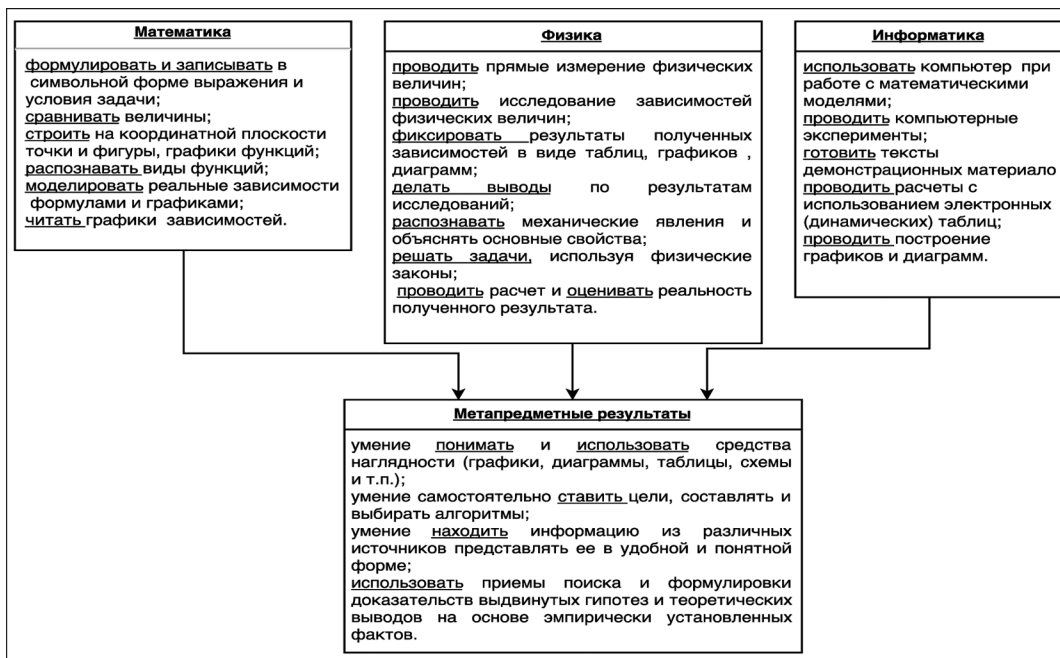 Математика
формулировать и записывать в
символьной форме выражения и
условия задачи;
сравнивать величины;
строить на координатной плоскости
точки и фигуры, графики функций;
распознавать виды функций;
моделировать реальные зависимости
формулами и графиками;
читать графики зависимостей.
Физика
проводить прямые измерение физических
величин;
проводить исследование зависимостей
физических величин;
фиксировать результаты полученных
зависимостей в виде таблиц, графиков ,
диаграмм;
делать выводы по результатам
исследований;
распознавать механические явления и
объяснять основные свойства;
решать задачи, используя физические
законы;
проводить расчет и оценивать реальность
полученного результата.
Информатика
использовать компьютер при
работе с математическими
моделями;
проводить компьютерные
эксперименты;
готовить тексты
демонстрационных материало
проводить расчеты с
использованием электронных
(динамических) таблиц;
проводить построение
графиков и диаграмм.
Метапредметные результаты
умение понимать и использовать средства
наглядности (графики, диаграммы, таблицы, схемы
и т.п.);
умение самостоятельно ставить цели, составлять и
выбирать алгоритмы;
умение находить информацию из различных
источников представлять ее в удобной и понятной
форме;
использовать приемы поиска и формулировки
доказательств выдвинутых гипотез и теоретических
выводов на основе эмпирически установленных
фактов.